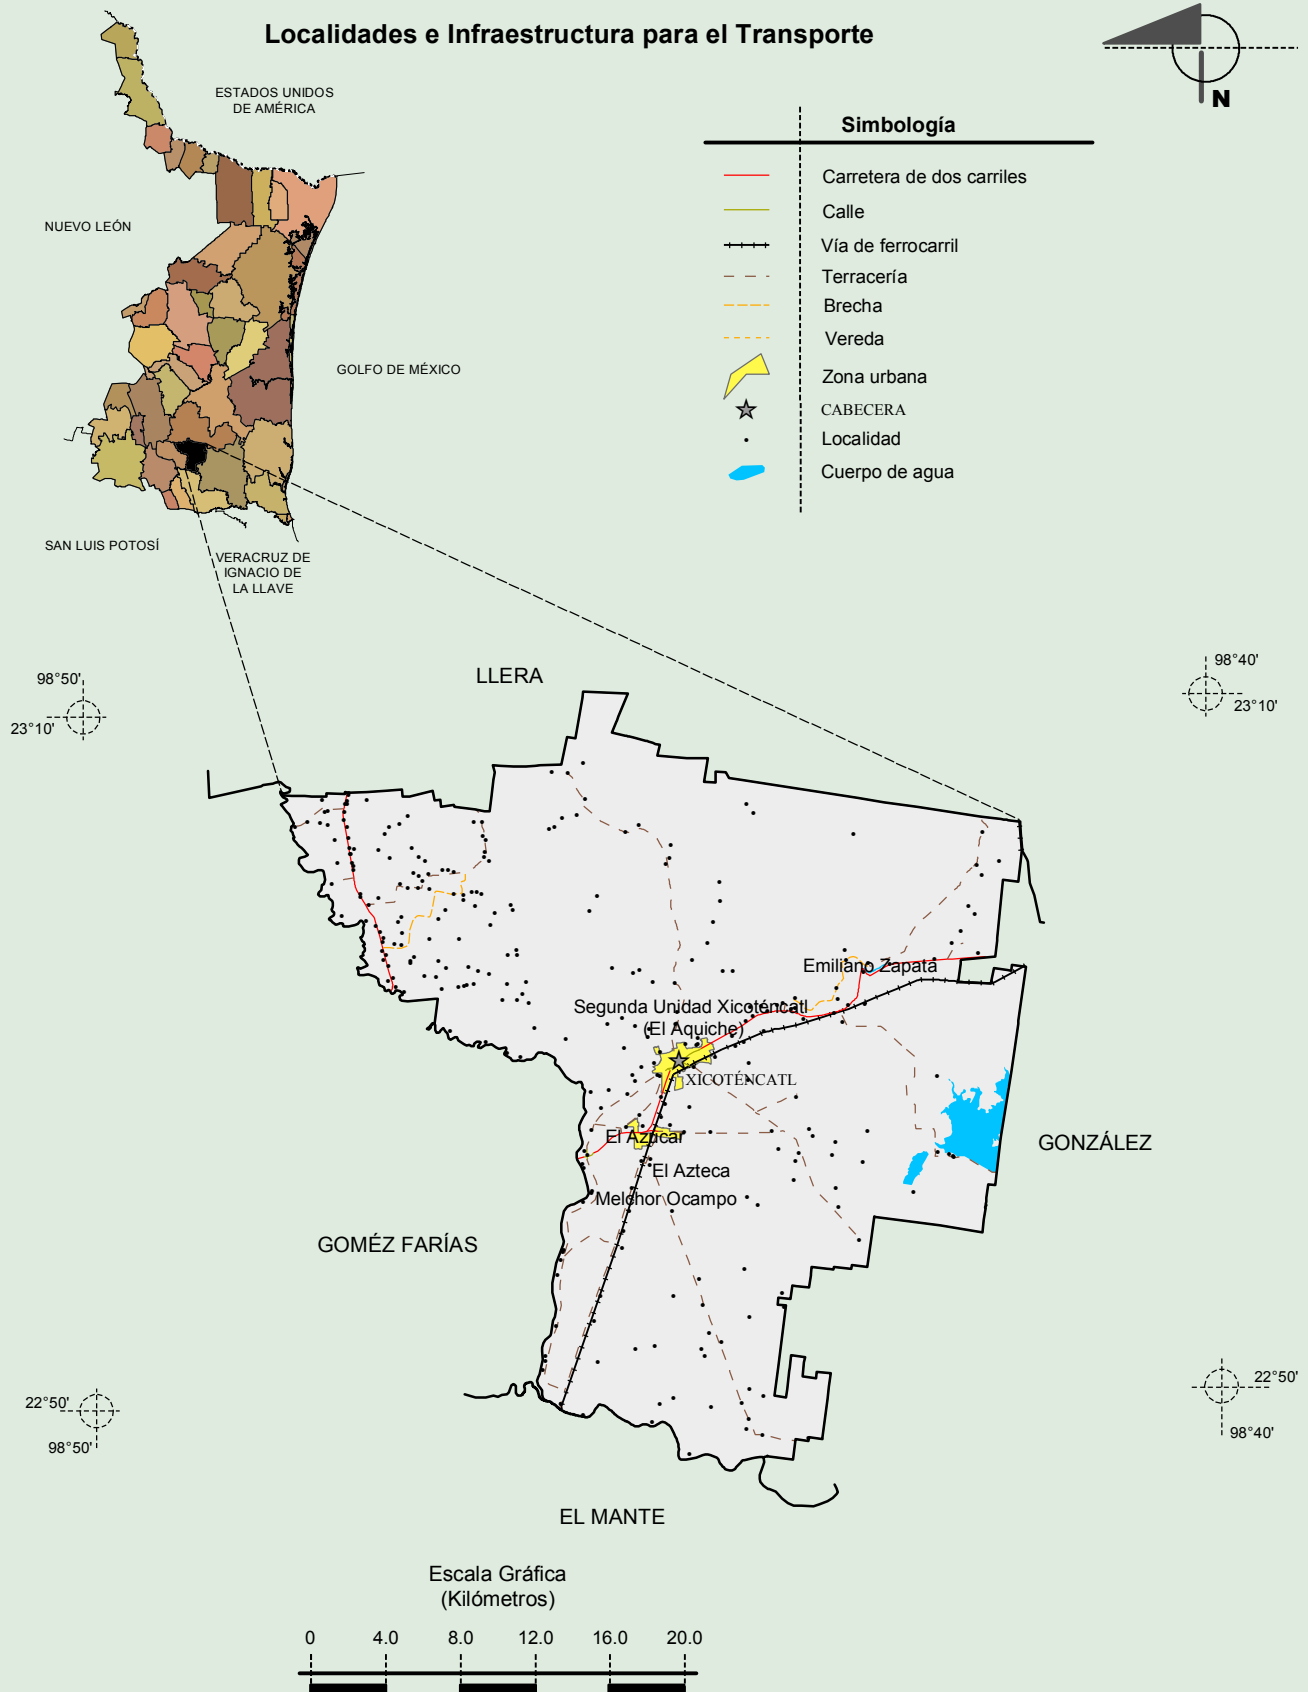 Localidades e Infraestructura para el Transporte
N
ESTADOS UNIDOS
DE AMÉRICA
NUEVO LEÓN
GOLFO DE MÉXICO
SAN LUIS POTOSÍ
VERACRUZ DE
IGNACIO DE
LA LLAVE
Simbología
Carretera de dos carriles
Calle
Vía de ferrocarril
Terracería
Brecha
Vereda
Zona urbana
CABECERA
Localidad
Cuerpo de agua
98°50'
23°10'
98°40'
23°10'
LLERA
Emiliano Zapata
Segunda Unidad Xicoténcatl
(El Aquiche)
XICOTÉNCATL
El Azúcar
El Azteca
Melchor Ocampo
GONZÁLEZ
GOMÉZ FARÍAS
22°50'
98°50'
22°50'
98°40'
EL MANTE
Escala Gráfica
(Kilómetros)
0 4.0 8.0 12.0 16.0 20.0